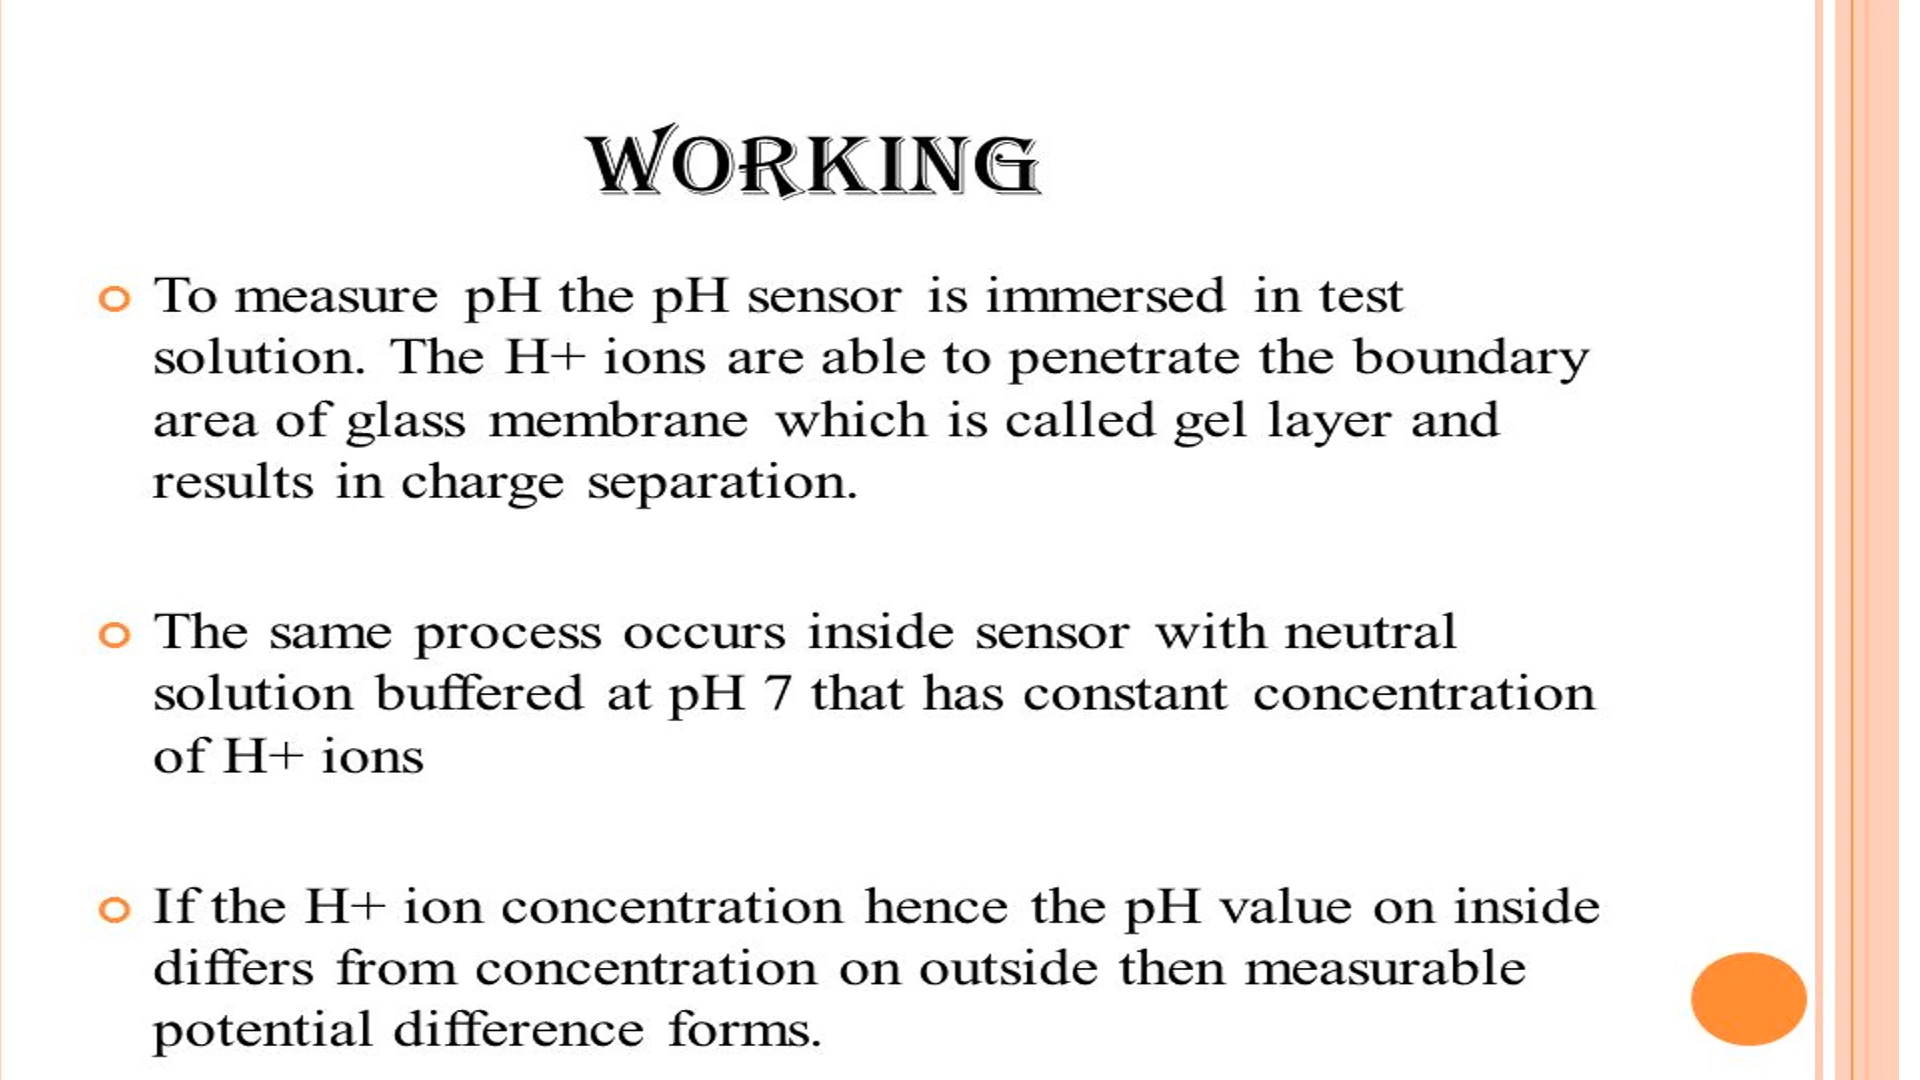 WORKING
To measure pH the pH sensor is immersed in test
solution. The H+ ions are able to penetrate the boundary
area of glass membrane which is called gel layer and
results in charge separation.
The same process occurs inside sensor with neutral
solution buffered at pH 7 that has constant concentration
of H+ ions
If the H+ ion concentration hence the pH value on inside
differs from concentration on outside then measurable
potential difference forms.